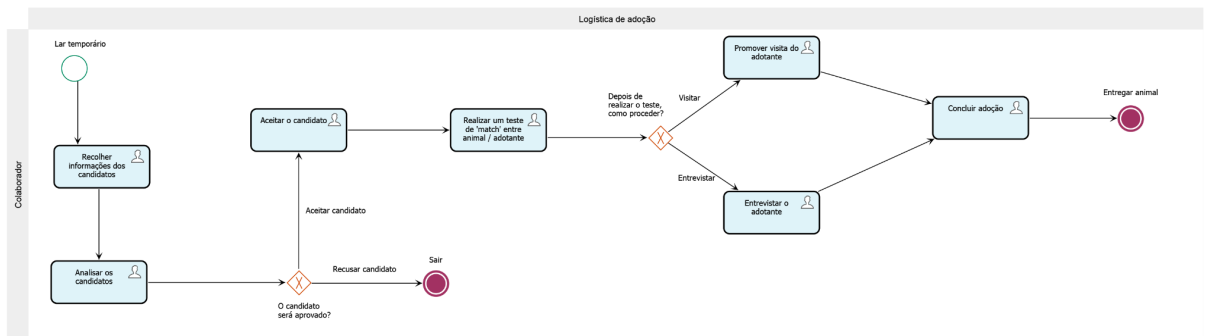 Logística de adoção
Colaborador
Lar temporário
Recolher
informações dos
candidatos
Analisar os
candidatos
O candidato
será aprovado?
Aceitar candidato
Recusar candidato
Sair
Aceitar o candidato
Realizar um teste
de 'match' entre
animal / adotante
Depois de
realizar o teste,
como proceder?
Visitar
Entrevistar
Promover visita do
adotante
Entrevistar o
adotante
Concluir adoção
Entregar animal